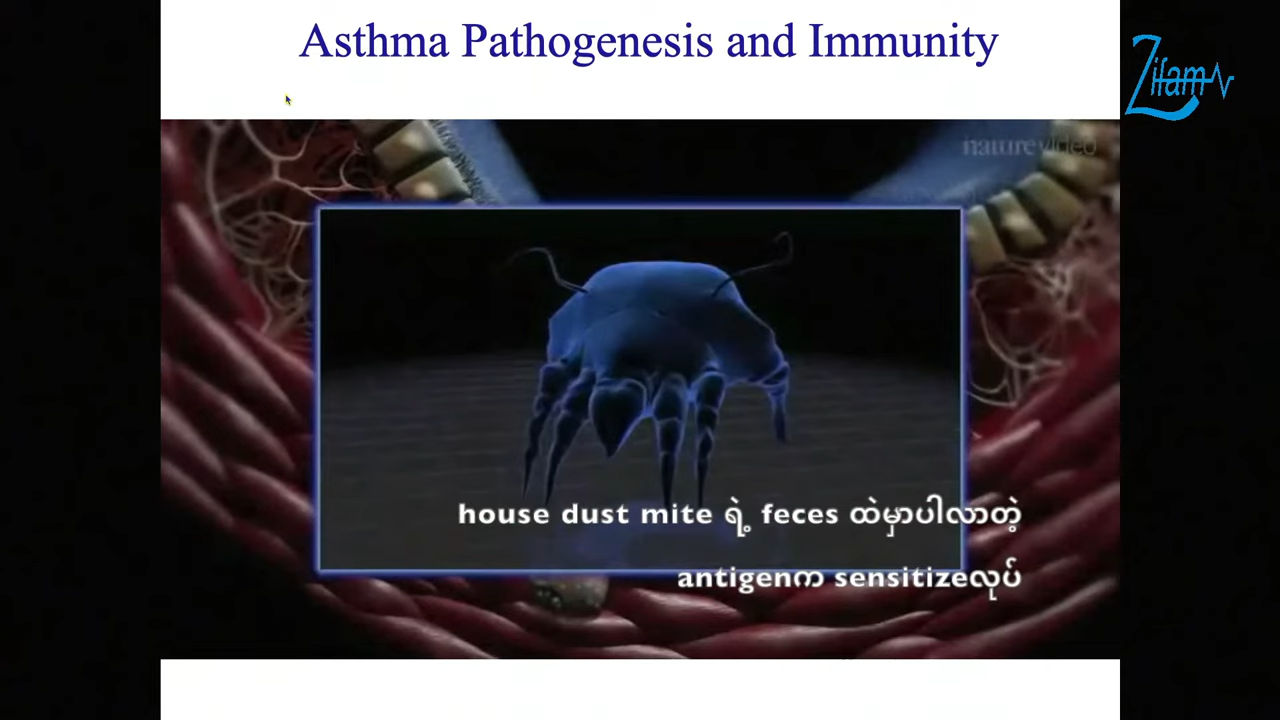 Asthma Pathogenesis and Immunity
Zifam
naturevideo
house dust mite ရဲ့ feces ထဲမှာပါလာတဲ့
antigenက sensitizeလုပ်